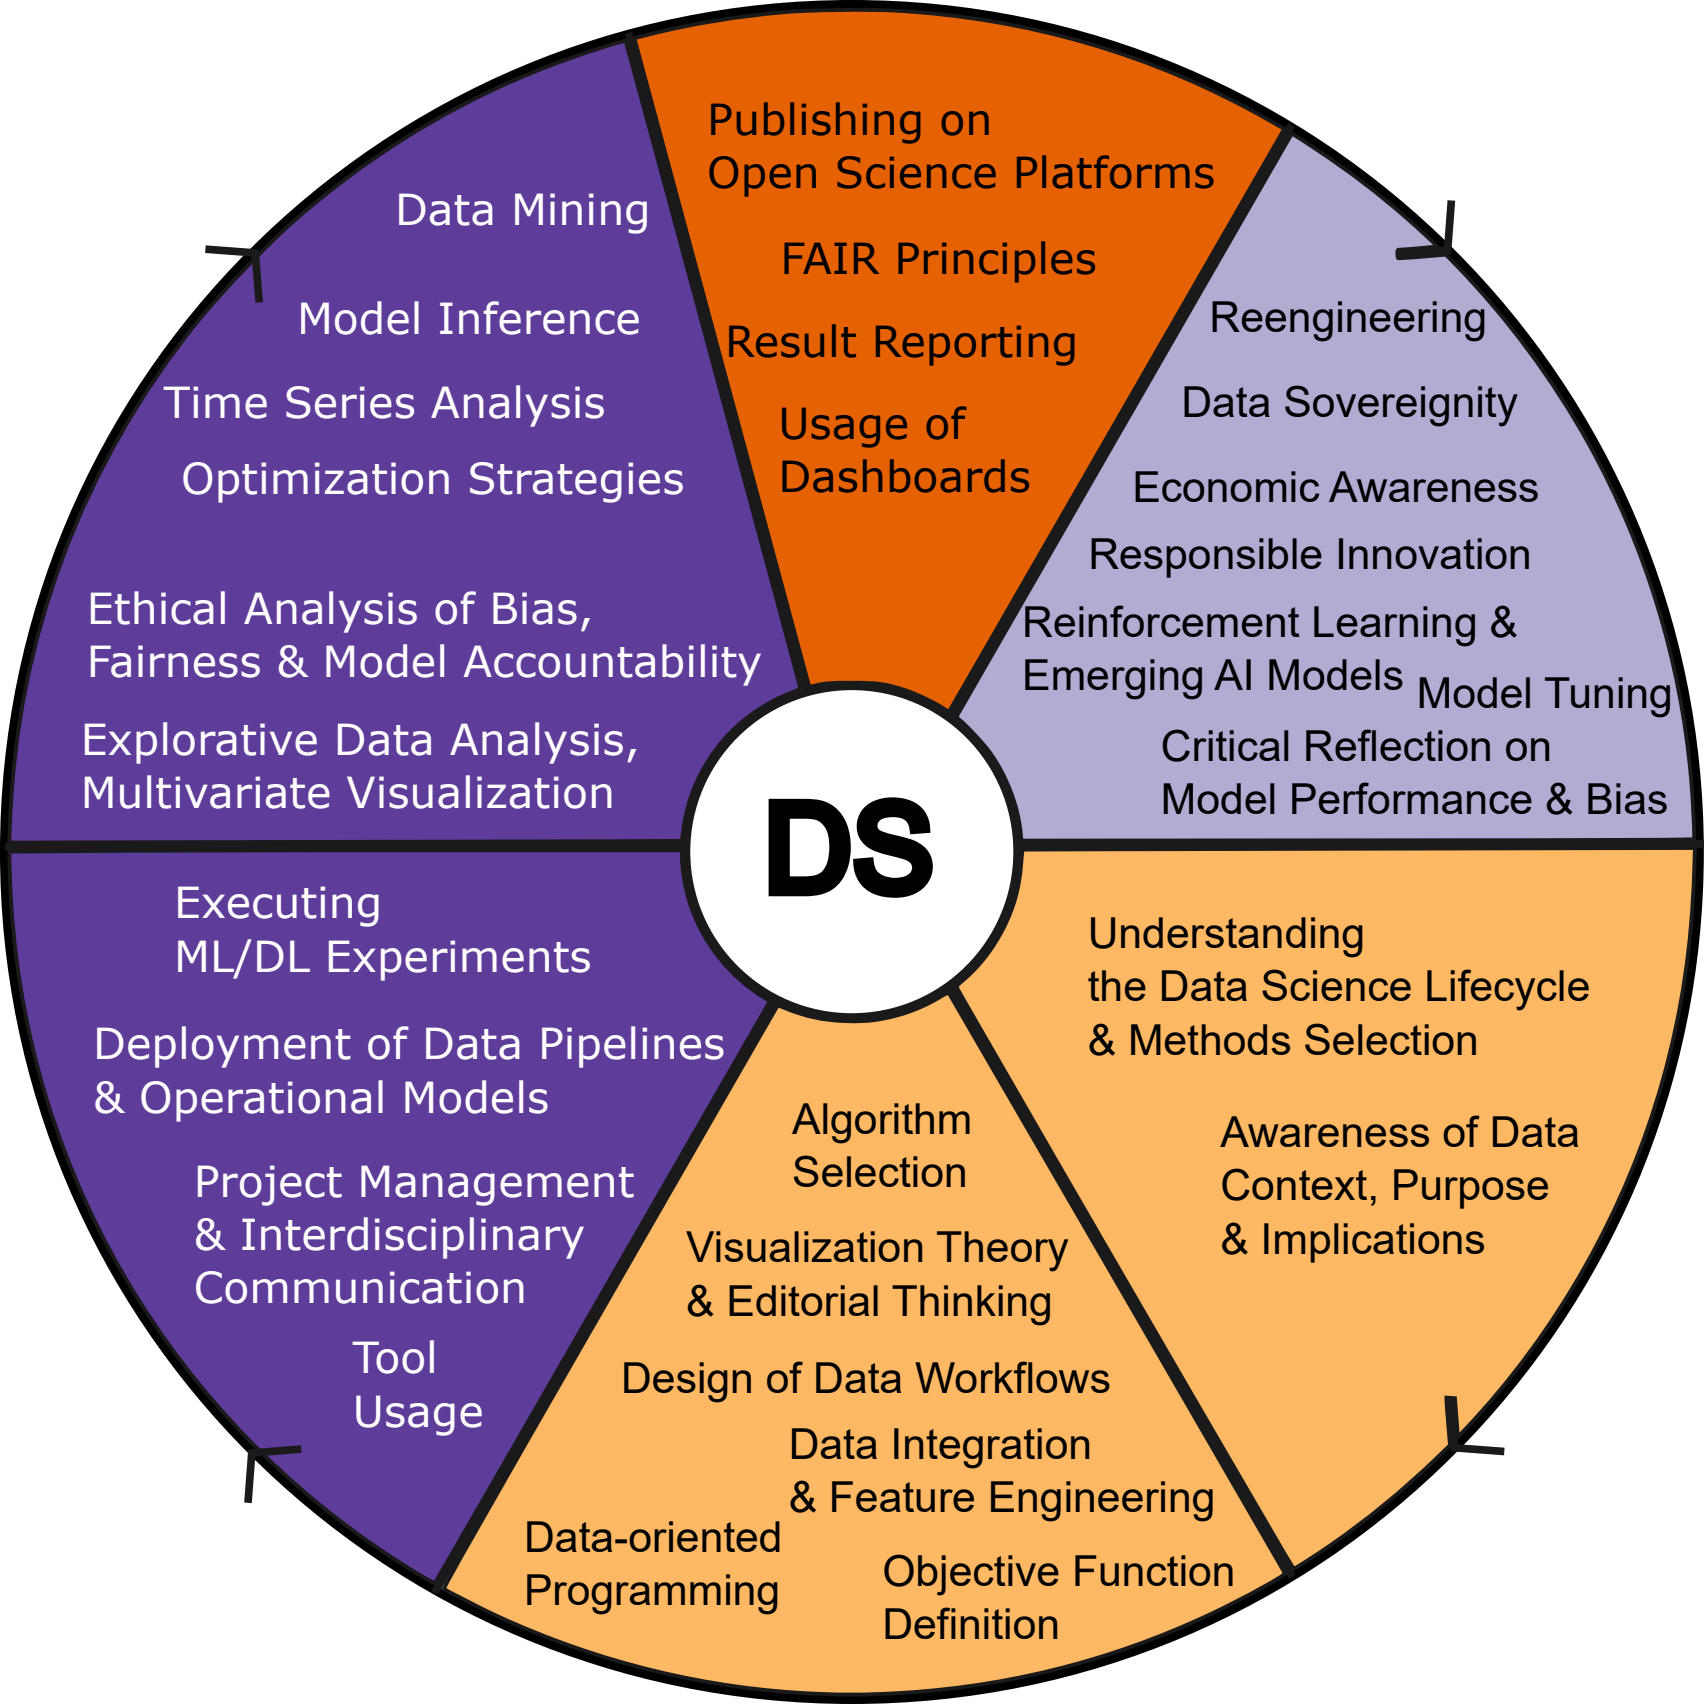 Publishing on
Open Science Platforms
FAIR Principles
Result Reporting
Usage of
Dashboards
Reengineering
Data Sovereignity
Economic Awareness
Responsible Innovation
Reinforcement Learning &
Emerging AI Models
Model Tuning
Critical Reflection on
Model Performance & Bias
Understanding
the Data Science Lifecycle
& Methods Selection
Awareness of Data
Context, Purpose
& Implications
Algorithm
Selection
Visualization Theory
& Editorial Thinking
Design of Data Workflows
Data Integration
& Feature Engineering
Data-oriented
Programming
Objective Function
Definition
Executing
ML/DL Experiments
Deployment of Data Pipelines
& Operational Models
Project Management
& Interdisciplinary
Communication
Tool
Usage
Data Mining
Model Inference
Time Series Analysis
Optimization Strategies
Ethical Analysis of Bias,
Fairness & Model Accountability
Explorative Data Analysis,
Multivariate Visualization
DS